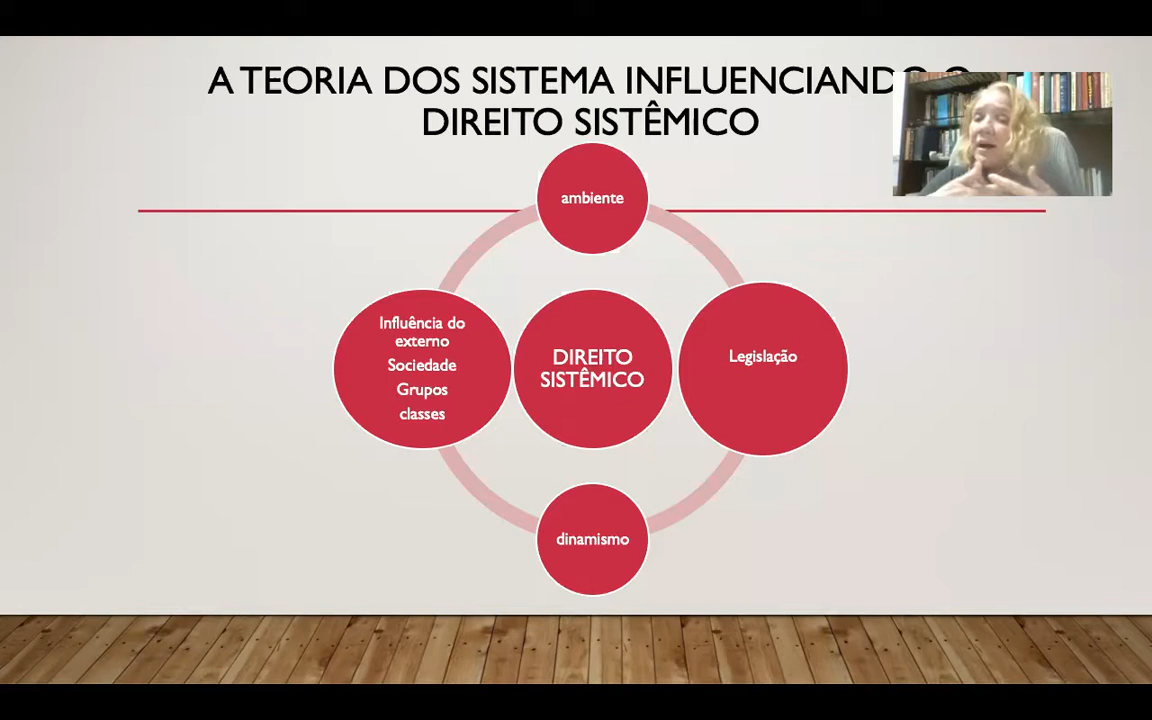 A TEORIA DOS SISTEMA INFLUENCIANDO O
DIREITO SISTÊMICO
ambiente
Influência do
externo
Sociedade
Grupos
classes
DIREITO
SISTÊMICO
Legislação
dinamismo